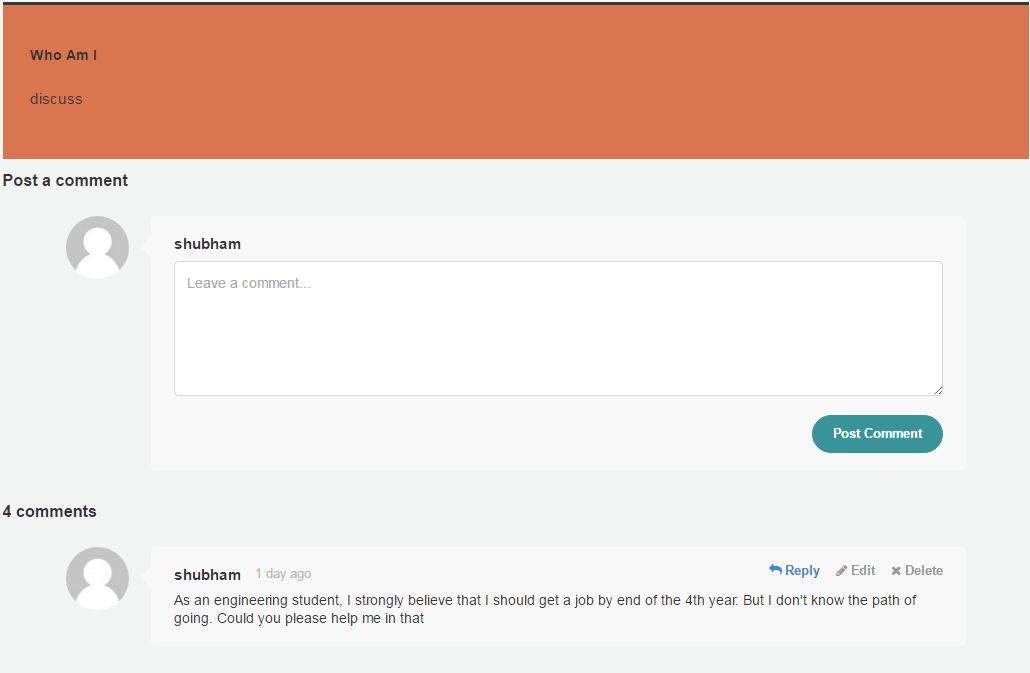 Who Am I
discuss
Post a comment
shubham
Leave a comment...
Post Comment
4 comments
shubham 1 day ago Reply Edit Delete
As an engineering student, I strongly believe that I should get a job by end of the 4th year. But I don't know the path of
going. Could you please help me in that